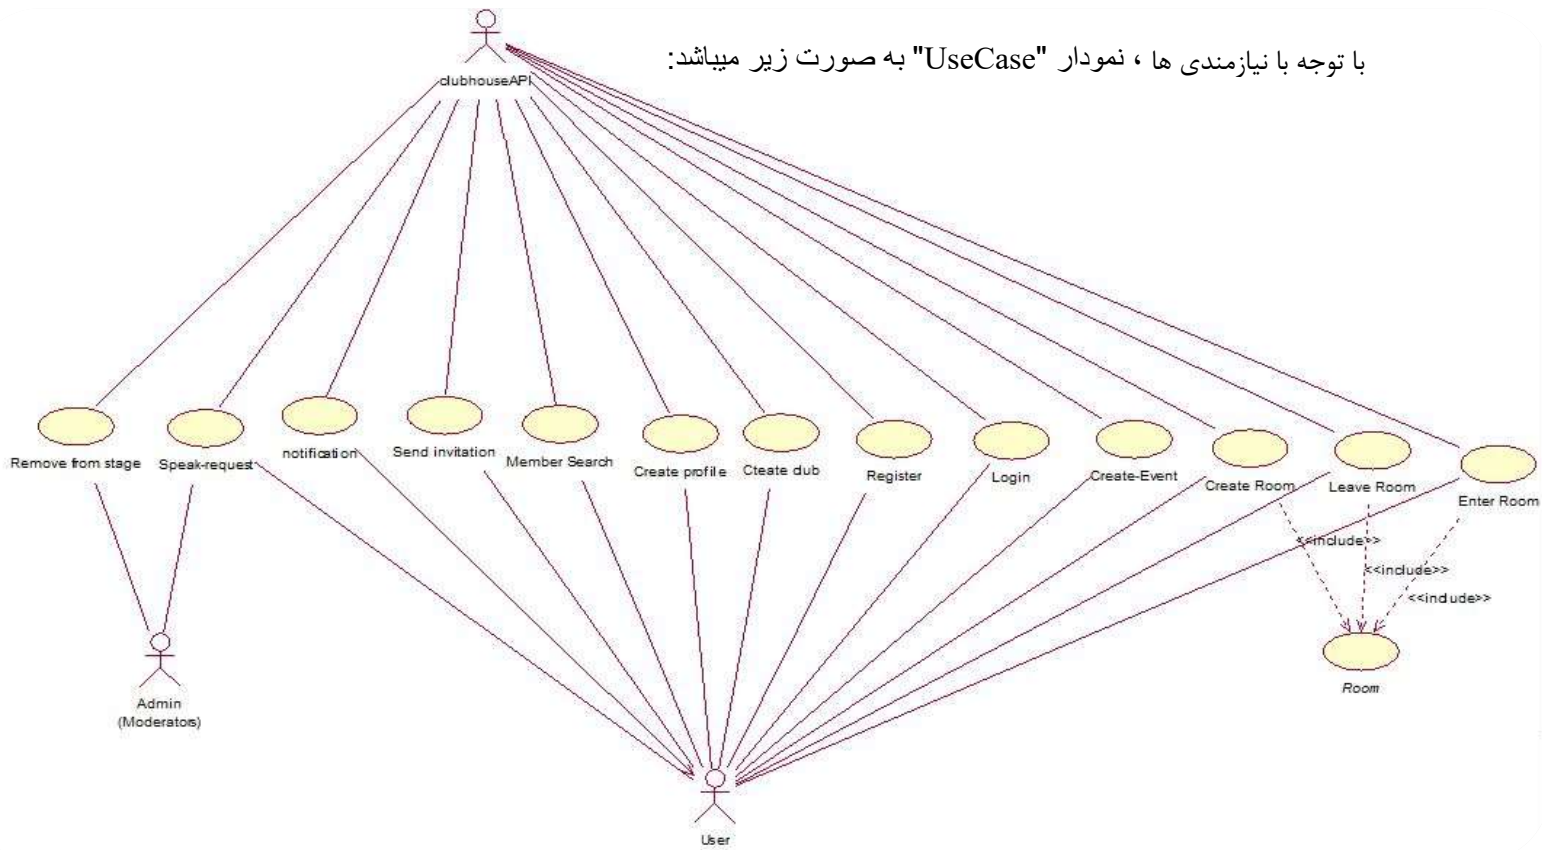 با توجه با نیازمندی ها ، نمودار "UseCase" به صورت زیر میباشد:
clubhouseAPI
Remove from stage
Speak-request
notification
Send invitation
Member Search
Create profile
Cteate club
Register
Login
Create-Event
Create Room
Leave Room
Enter Room
<<include>>
<<include>>
<<include>>
Room
Admin
(Moderators)
User